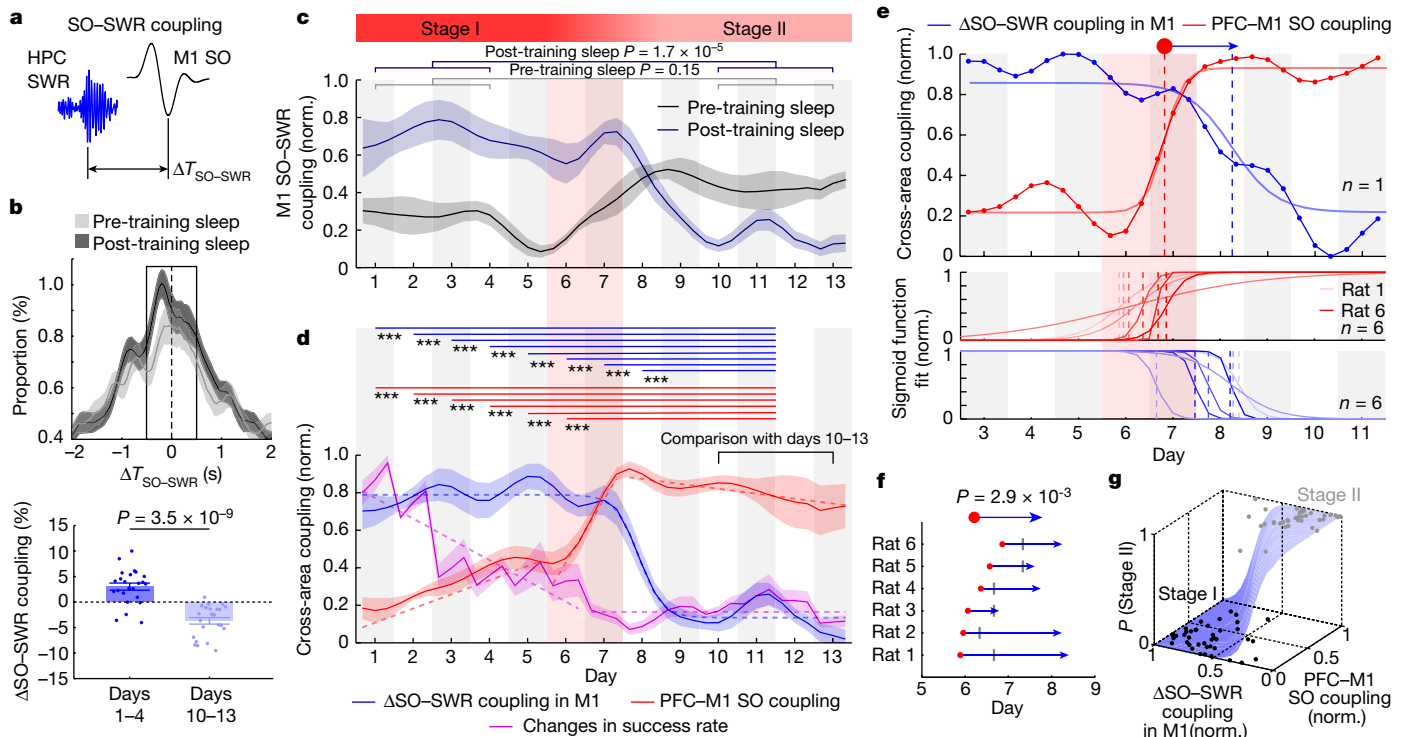 a
SO–SWR coupling
HPC
SWR
M1 SO
ΔT SO–SWR
b
Pre-training sleep
Post-training sleep
Proportion (%)
1.0
0.8
0.6
0.4
−2 −1 0 1 2
ΔT SO–SWR (s)
ΔSO–SWR coupling (%)
15
10
5
0
−5
−10
−15
P = 3.5 × 10⁻⁹
Days
1–4
Days
10–13
c
Stage I
Stage II
Post-training sleep P = 1.7 × 10⁻⁵
Pre-training sleep P = 0.15
Pre-training sleep
Post-training sleep
M1 SO–SWR
coupling (norm.)
1.0
0.8
0.6
0.4
0.2
0
1 2 3 4 5 6 7 8 9 10 11 12 13
d
*** *** *** *** *** *** *** ***
*** *** *** *** *** ***
Comparison with days 10–13
Cross-area coupling (norm.)
1.0
0.8
0.6
0.4
0.2
0
1 2 3 4 5 6 7 8 9 10 11 12 13
Day
ΔSO–SWR coupling in M1
PFC–M1 SO coupling
Changes in success rate
e
ΔSO–SWR coupling in M1
PFC–M1 SO coupling
Cross-area coupling (norm.)
1.0
0.8
0.6
0.4
0.2
0
n = 1
Sigmoid function
fit (norm.)
1
0
Rat 1
Rat 6
n = 6
1
0
n = 6
3 4 5 6 7 8 9 10 11
Day
f
P = 2.9 × 10⁻³
Rat 6
Rat 5
Rat 4
Rat 3
Rat 2
Rat 1
5 6 7 8 9
Day
g
Stage II
Stage I
P (Stage II)
1
0
1
0.5
0
0
0.5
1
ΔSO–SWR
coupling
in M1(norm.)
PFC–M1
SO coupling
(norm.)